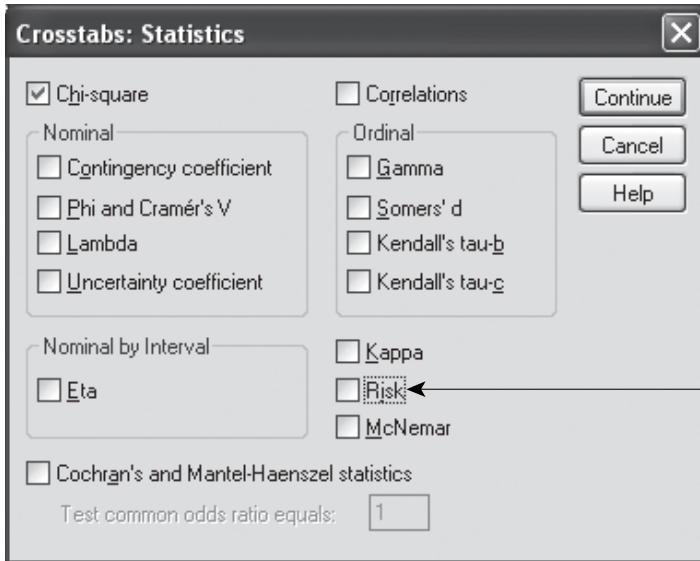 Crosstabs: Statistics
Chi-square
Correlations
Continue
Nominal
Ordinal
Cancel
Contingency coefficient
Gamma
Help
Phi and Cramér's V
Somers' d
Lambda
Kendall's tau-b
Uncertainty coefficient
Kendall's tau-c
Nominal by Interval
Kappa
Eta
Risk
McNemar
Cochran's and Mantel-Haenszel statistics
Test common odds ratio equals: 1